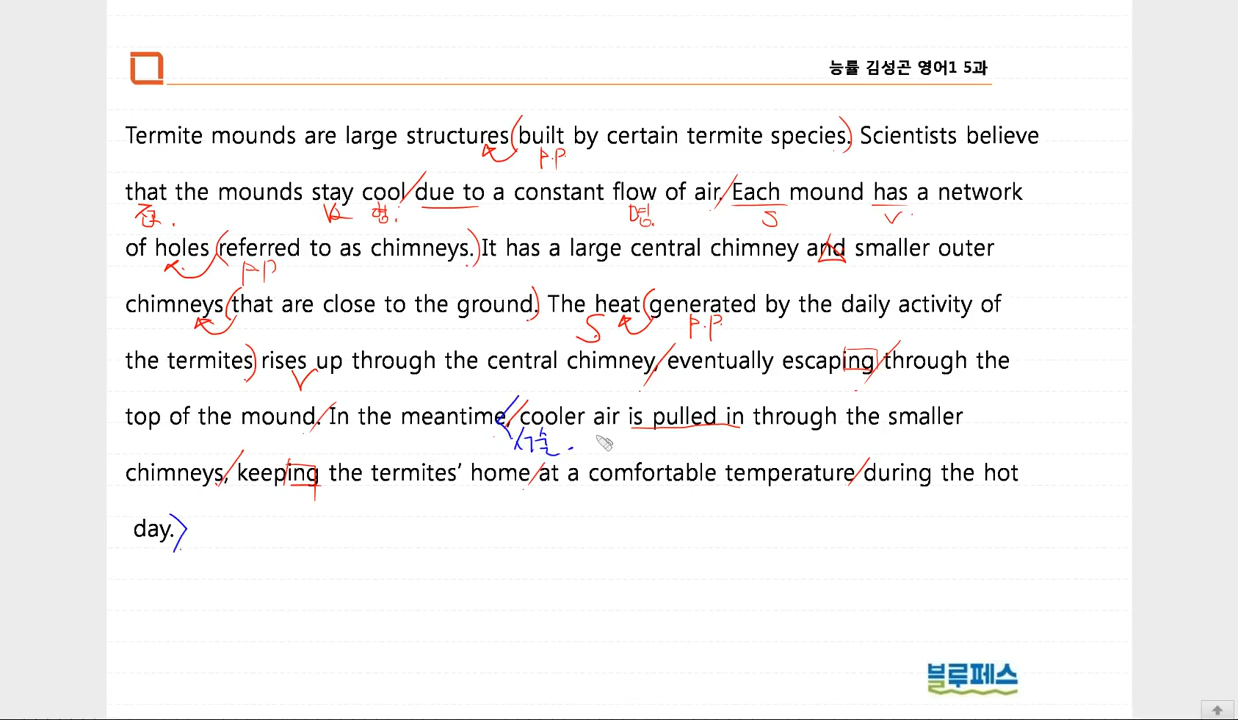 능률 김성곤 영어1 5과
Termite mounds are large structures (built by certain termite species.) Scientists believe
p.p
that the mounds stay cool / due to a constant flow of air. / Each mound has a network
접. V 형. 명. S V
of holes (referred to as chimneys.) It has a large central chimney and smaller outer
p.p
chimneys (that are close to the ground.) The heat (generated by the daily activity of
S p.p.
the termites) rises up through the central chimney, / eventually escaping / through the
V
top of the mound. / In the meantime, / cooler air is pulled in through the smaller
서술.
chimneys, / keeping the termites’ home / at a comfortable temperature / during the hot
day.
블루페스